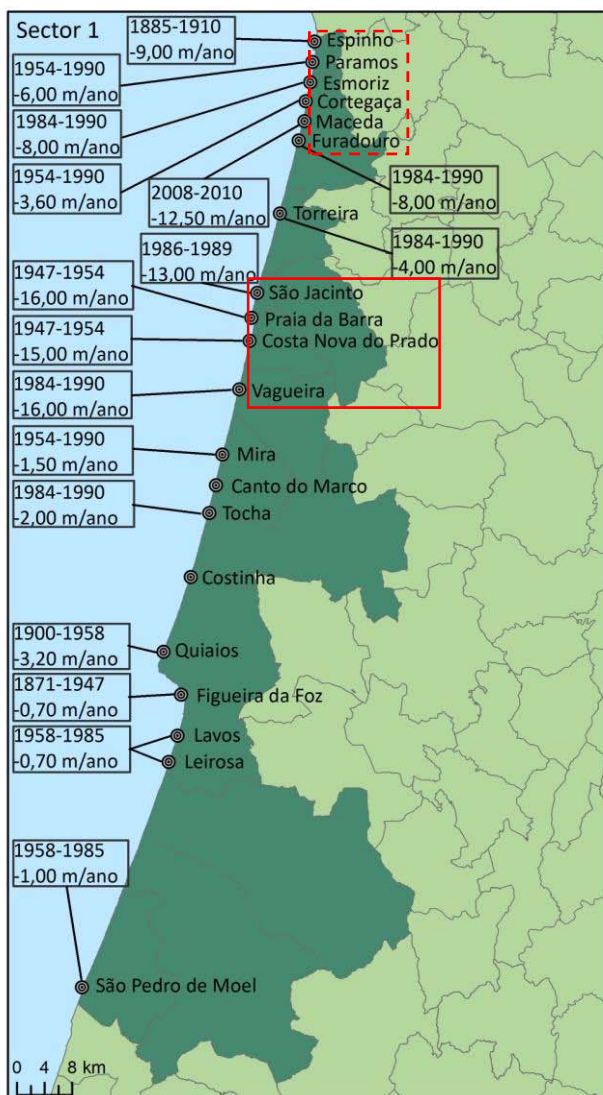 Sector 1
1885-1910
-9,00 m/ano
Espinho
1954-1990
-6,00 m/ano
Paramos
Esmoriz
1984-1990
-8,00 m/ano
Cortegaça
Maceda
Furadouro
1954-1990
-3,60 m/ano
2008-2010
-12,50 m/ano
1984-1990
-8,00 m/ano
Torreira
1986-1989
-13,00 m/ano
1984-1990
-4,00 m/ano
1947-1954
-16,00 m/ano
São Jacinto
Praia da Barra
1947-1954
-15,00 m/ano
Costa Nova do Prado
1984-1990
-16,00 m/ano
Vagueira
1954-1990
-1,50 m/ano
Mira
Canto do Marco
1984-1990
-2,00 m/ano
Tocha
Costinha
1900-1958
-3,20 m/ano
Quiaios
1871-1947
-0,70 m/ano
Figueira da Foz
1958-1985
-0,70 m/ano
Lavos
Leirosa
1958-1985
-1,00 m/ano
São Pedro de Moel
0 4 8 km